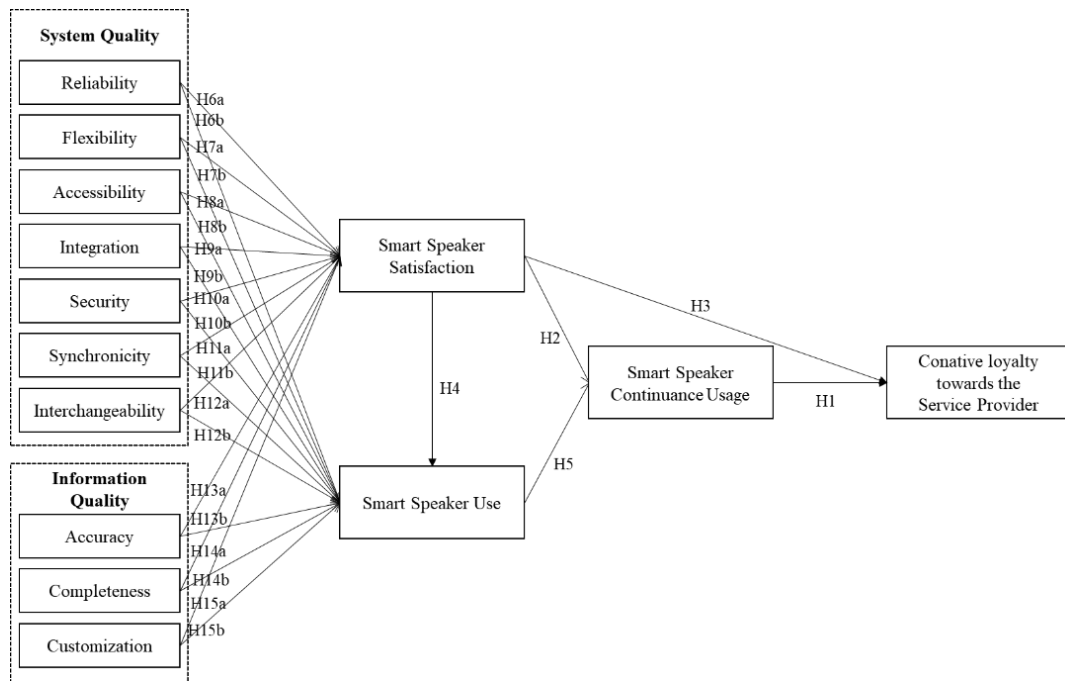 System Quality
Reliability
Flexibility
Accessibility
Integration
Security
Synchronicity
Interchangeability
Information
Quality
Accuracy
Completeness
Customization
H6a
H6b
H7a
H7b
H8a
H8b
H9a
H9b
H10a
H10b
H11a
H11b
H12a
H12b
H13a
H13b
H14a
H14b
H15a
H15b
Smart Speaker
Satisfaction
H4
Smart Speaker Use
H2
H5
H3
Smart Speaker
Continuance Usage
H1
Conative loyalty
towards the
Service Provider